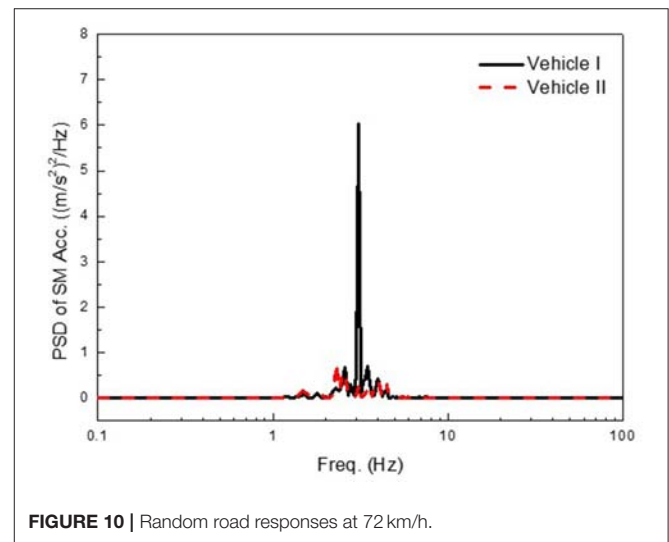 8
7
6
5
4
3
2
1
0
PSD of SM Acc. ((m/s²)²/Hz)
Vehicle I
Vehicle II
0.1 1 10 100
Freq. (Hz)
FIGURE 10 | Random road responses at 72 km/h.